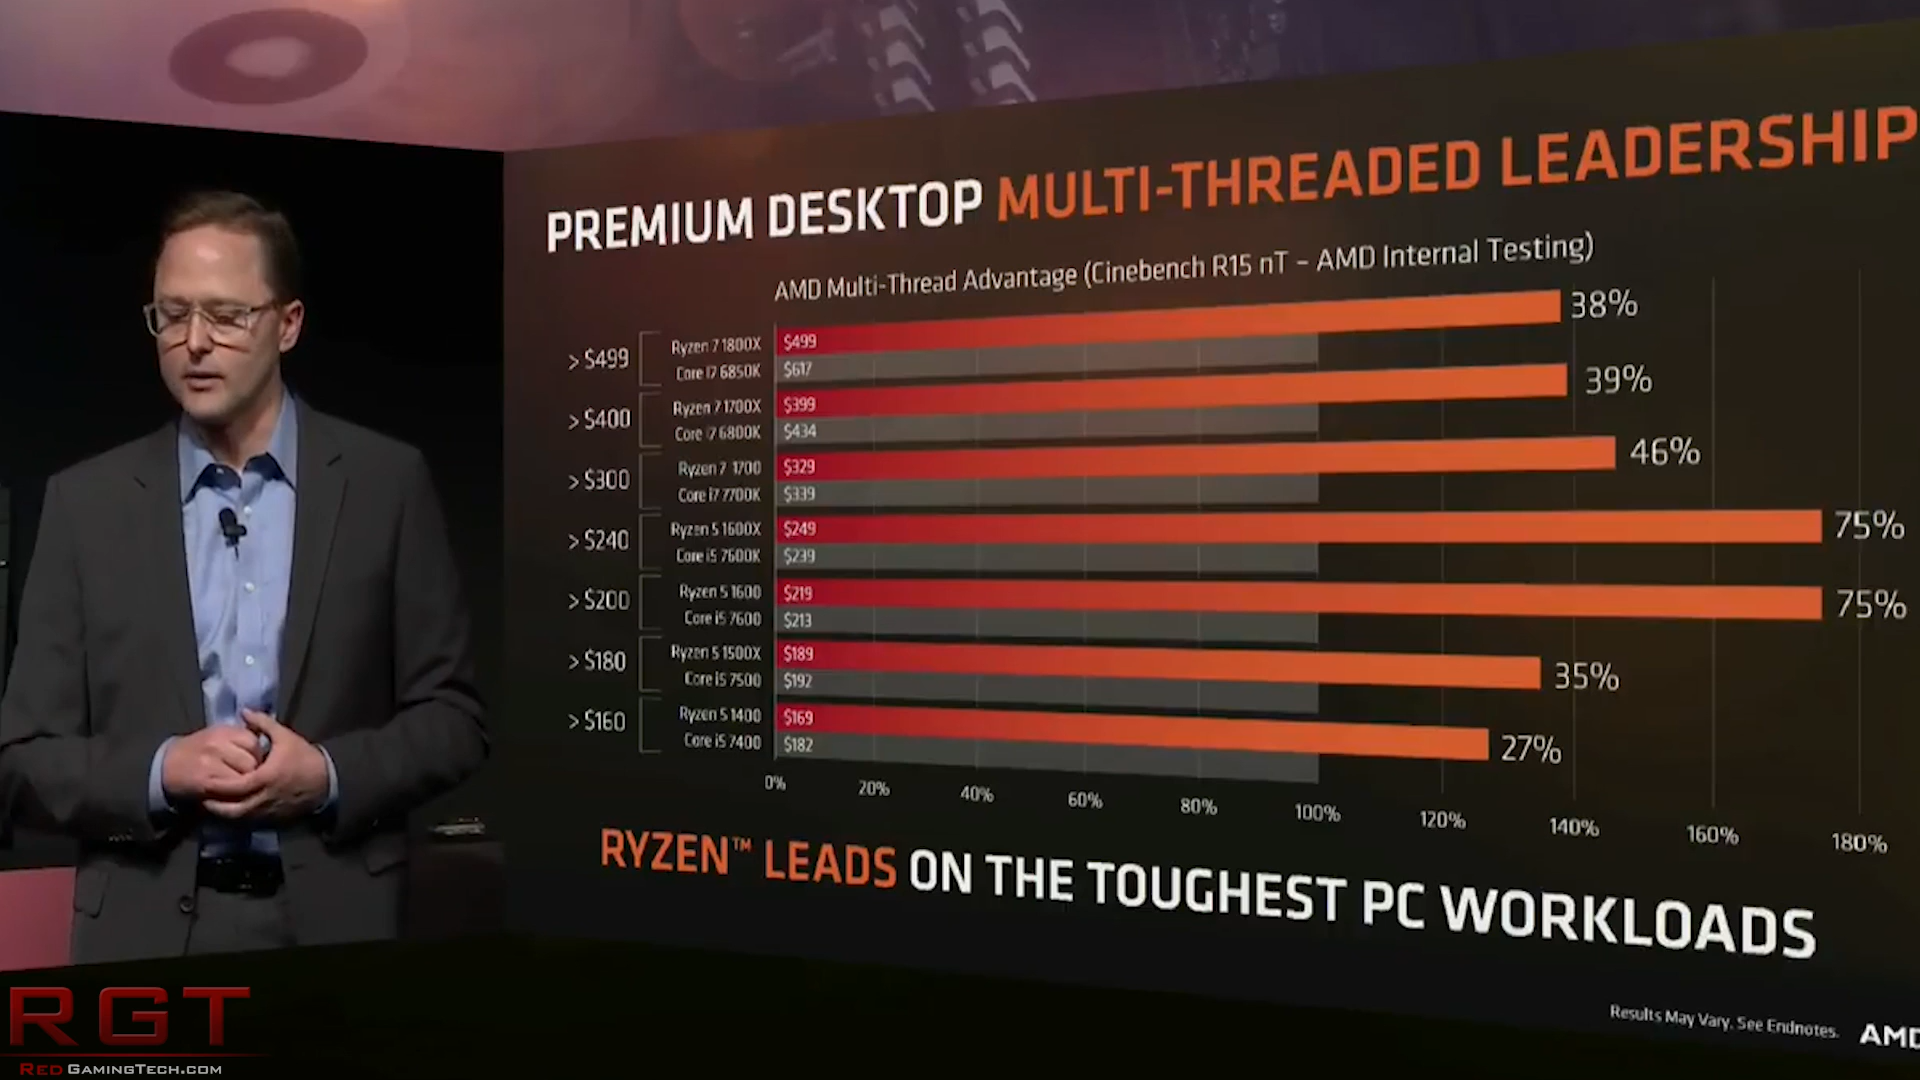 PREMIUM DESKTOP MULTI-THREADED LEADERSHIP
AMD Multi-Thread Advantage (Cinebench R15 nT – AMD Internal Testing)
> $499
Ryzen 7 1800X $499 38%
Core i7 6850K $617
> $400
Ryzen 7 1700X $399 39%
Core i7 6800K $434
> $300
Ryzen 7 1700 $329 46%
Core i7 7700K $339
> $240
Ryzen 5 1600X $249 75%
Core i5 7600K $239
> $200
Ryzen 5 1600 $219 75%
Core i5 7600 $213
> $180
Ryzen 5 1500X $189 35%
Core i5 7500 $192
> $160
Ryzen 5 1400 $169 27%
Core i5 7400 $182
0% 20% 40% 60% 80% 100% 120% 140% 160% 180%
RYZEN™ LEADS ON THE TOUGHEST PC WORKLOADS
Results May Vary. See Endnotes. AMD
RGT
REDGAMINGTECH.COM